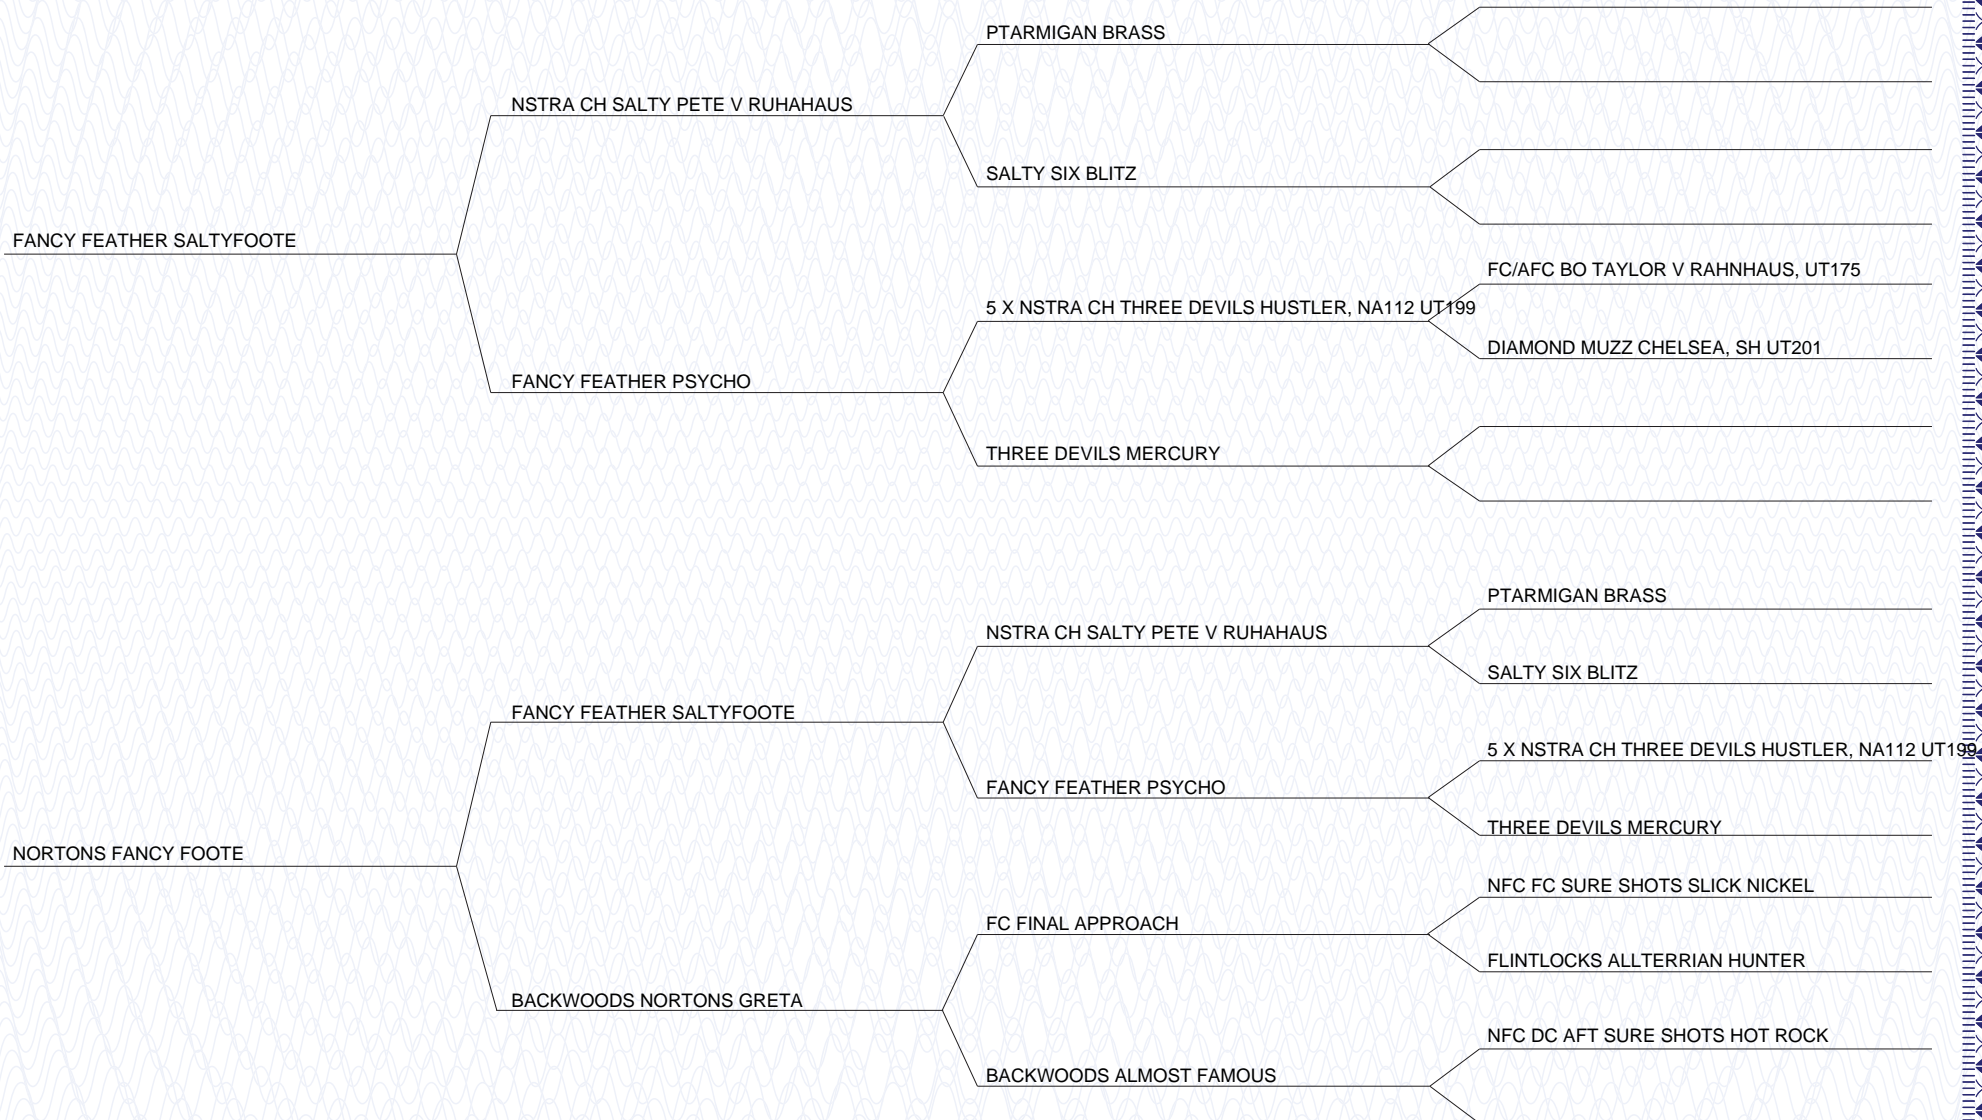 PTARMIGAN BRASS
NSTRA CH SALTY PETE V RUHAHAUS
SALTY SIX BLITZ
FANCY FEATHER SALTYFOOTE
FC/AFC BO TAYLOR V RAHNHAUS, UT175
5 X NSTRA CH THREE DEVILS HUSTLER, NA112 UT199
DIAMOND MUZZ CHELSEA, SH UT201
FANCY FEATHER PSYCHO
THREE DEVILS MERCURY
PTARMIGAN BRASS
NSTRA CH SALTY PETE V RUHAHAUS
SALTY SIX BLITZ
FANCY FEATHER SALTYFOOTE
5 X NSTRA CH THREE DEVILS HUSTLER, NA112 UT199
FANCY FEATHER PSYCHO
THREE DEVILS MERCURY
NORTONS FANCY FOOTE
NFC FC SURE SHOTS SLICK NICKEL
FC FINAL APPROACH
FLINTLOCKS ALLTERRIAN HUNTER
BACKWOODS NORTONS GRETA
NFC DC AFT SURE SHOTS HOT ROCK
BACKWOODS ALMOST FAMOUS